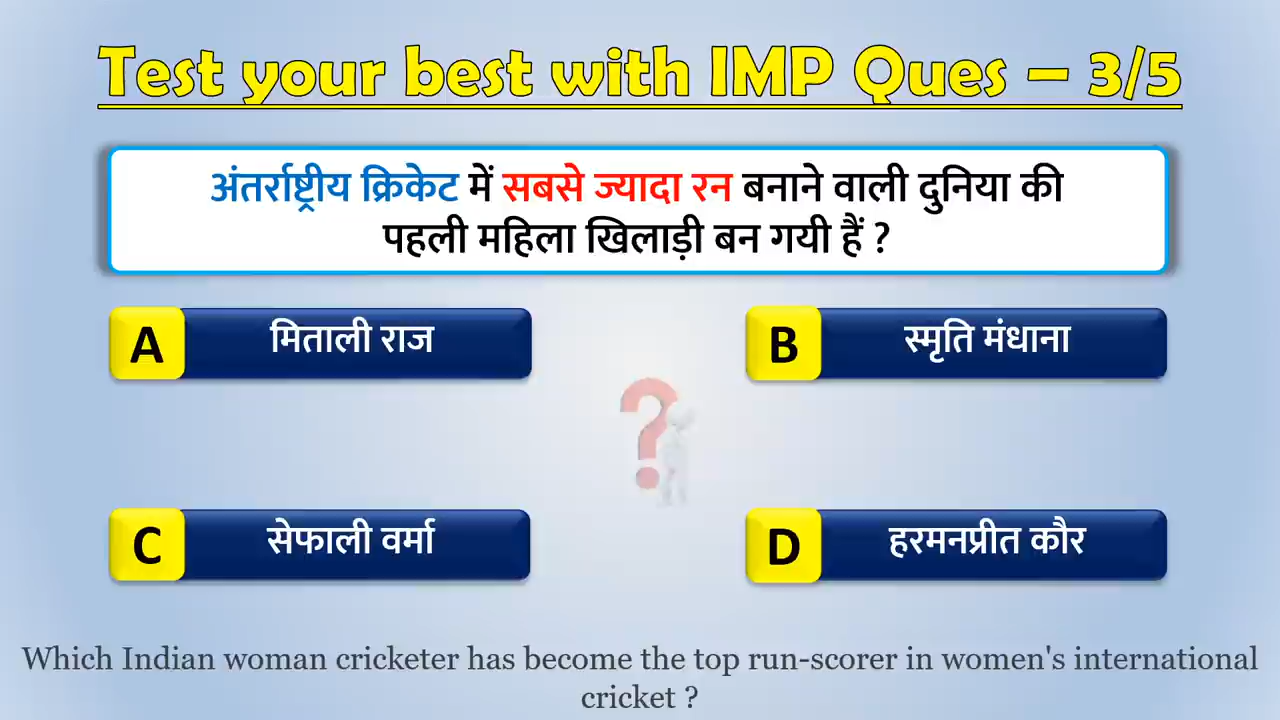 Test your best with IMP Ques – 3/5
अंतर्राष्ट्रीय क्रिकेट में सबसे ज्यादा रन बनाने वाली दुनिया की
पहली महिला खिलाड़ी बन गयी हैं ?
A मिताली राज
B स्मृति मंधाना
C सेफाली वर्मा
D हरमनप्रीत कौर
Which Indian woman cricketer has become the top run-scorer in women's international
cricket ?